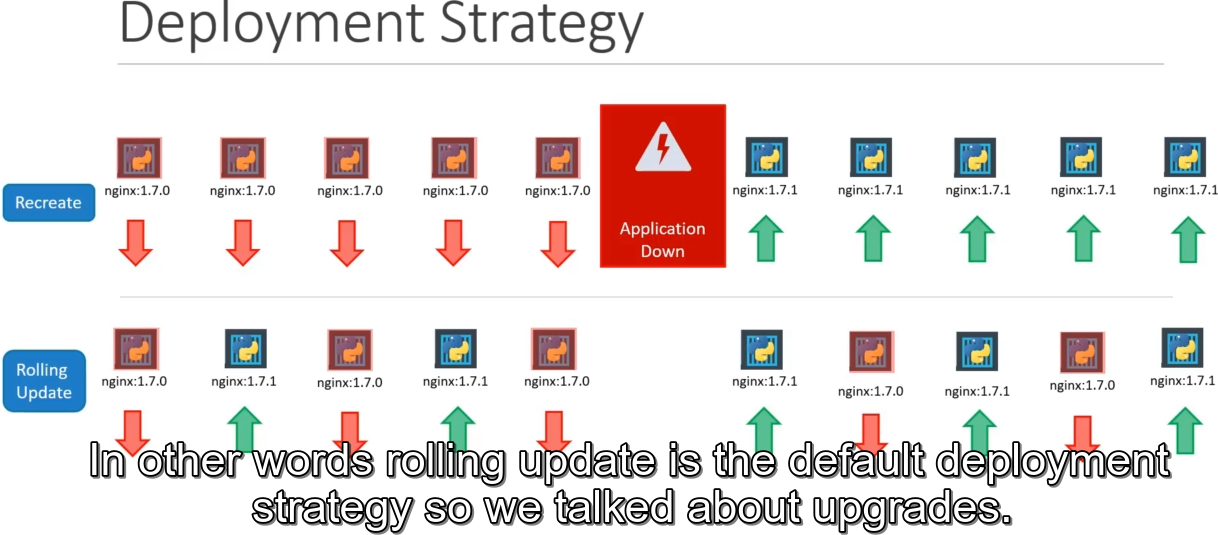 Deployment Strategy
Recreate
nginx:1.7.0 nginx:1.7.0 nginx:1.7.0 nginx:1.7.0 nginx:1.7.0 nginx:1.7.1 nginx:1.7.1 nginx:1.7.1 nginx:1.7.1 nginx:1.7.1
Application
Down
Rolling
Update
nginx:1.7.0 nginx:1.7.1 nginx:1.7.0 nginx:1.7.1 nginx:1.7.0 nginx:1.7.1 nginx:1.7.0 nginx:1.7.1 nginx:1.7.0 nginx:1.7.1
In other words rolling update is the default deployment
strategy so we talked about upgrades.